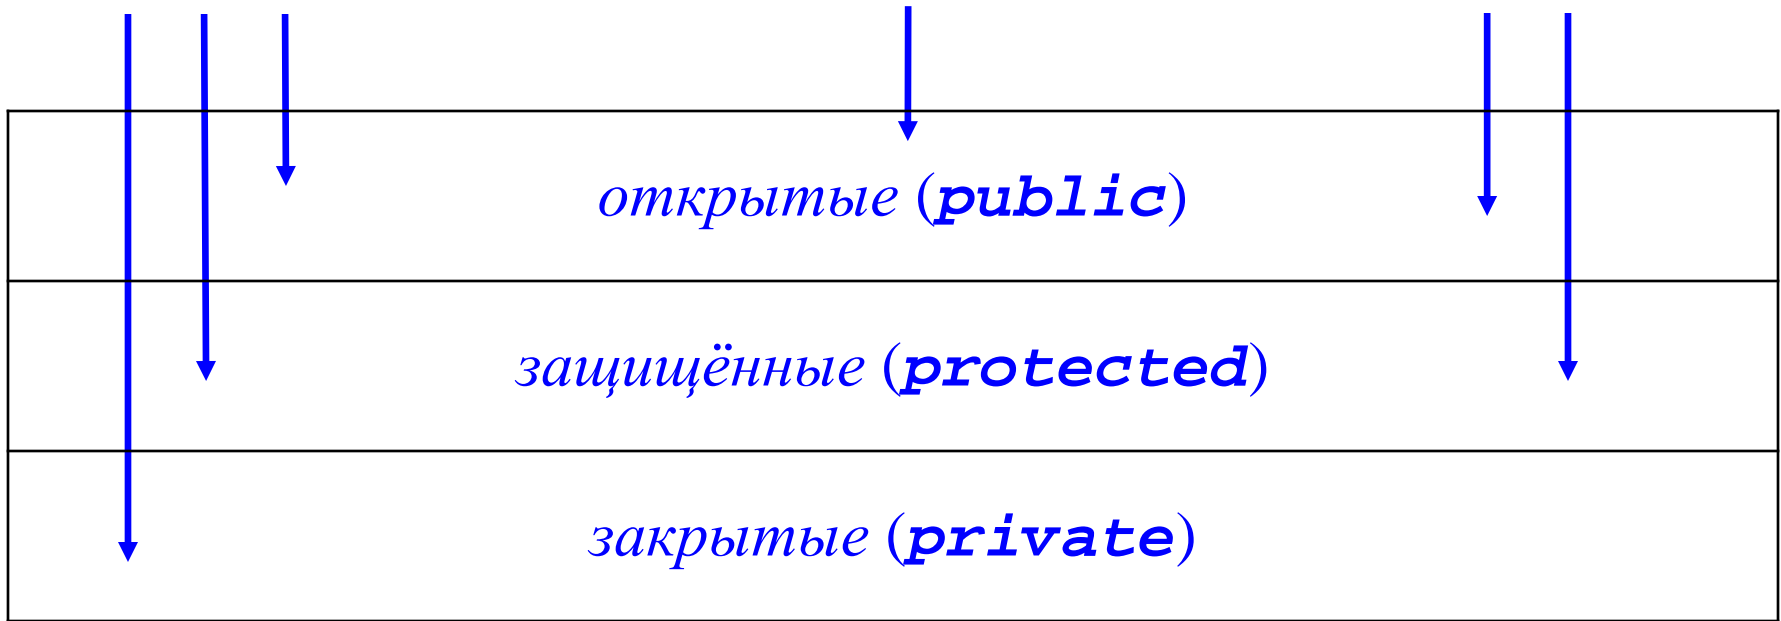 открытые (public)
защищённые (protected)
закрытые (private)